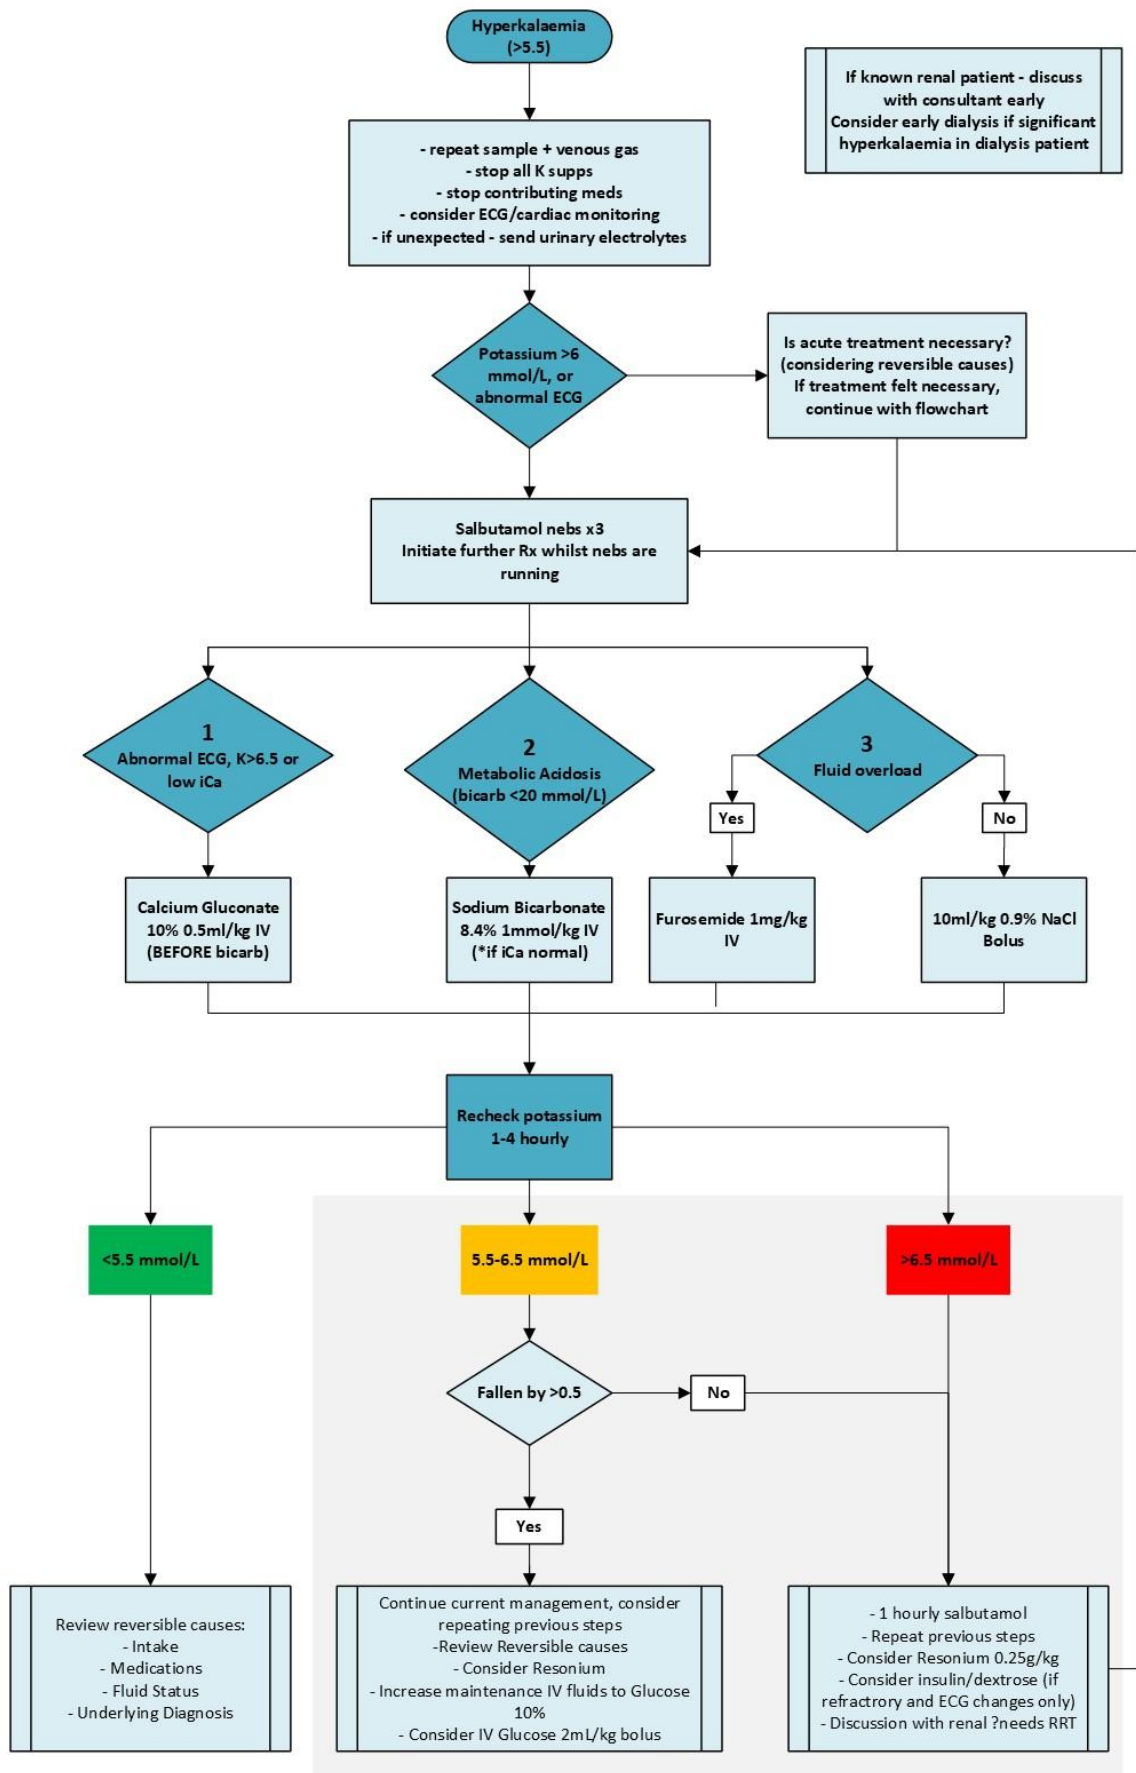 Hyperkalaemia
(>5.5)
If known renal patient - discuss
with consultant early
Consider early dialysis if significant
hyperkalaemia in dialysis patient
- repeat sample + venous gas
- stop all K supps
- stop contributing meds
- consider ECG/cardiac monitoring
- if unexpected - send urinary electrolytes
Potassium >6
mmol/L, or
abnormal ECG
Is acute treatment necessary?
(considering reversible causes)
If treatment felt necessary,
continue with flowchart
Salbutamol nebs x3
Initiate further Rx whilst nebs are
running
1
Abnormal ECG, K>6.5 or
low iCa
2
Metabolic Acidosis
(bicarb <20 mmol/L)
3
Fluid overload
Yes
No
Calcium Gluconate
10% 0.5ml/kg IV
(BEFORE bicarb)
Sodium Bicarbonate
8.4% 1mmol/kg IV
(*if iCa normal)
Furosemide 1mg/kg
IV
10ml/kg 0.9% NaCl
Bolus
Recheck potassium
1-4 hourly
<5.5 mmol/L
5.5-6.5 mmol/L
>6.5 mmol/L
Fallen by >0.5
No
Yes
Review reversible causes:
- Intake
- Medications
- Fluid Status
- Underlying Diagnosis
Continue current management, consider
repeating previous steps
-Review Reversible causes
- Consider Resonium
- Increase maintenance IV fluids to Glucose
10%
- Consider IV Glucose 2mL/kg bolus
- 1 hourly salbutamol
- Repeat previous steps
- Consider Resonium 0.25g/kg
- Consider insulin/dextrose (if
refractrory and ECG changes only)
- Discussion with renal ?needs RRT